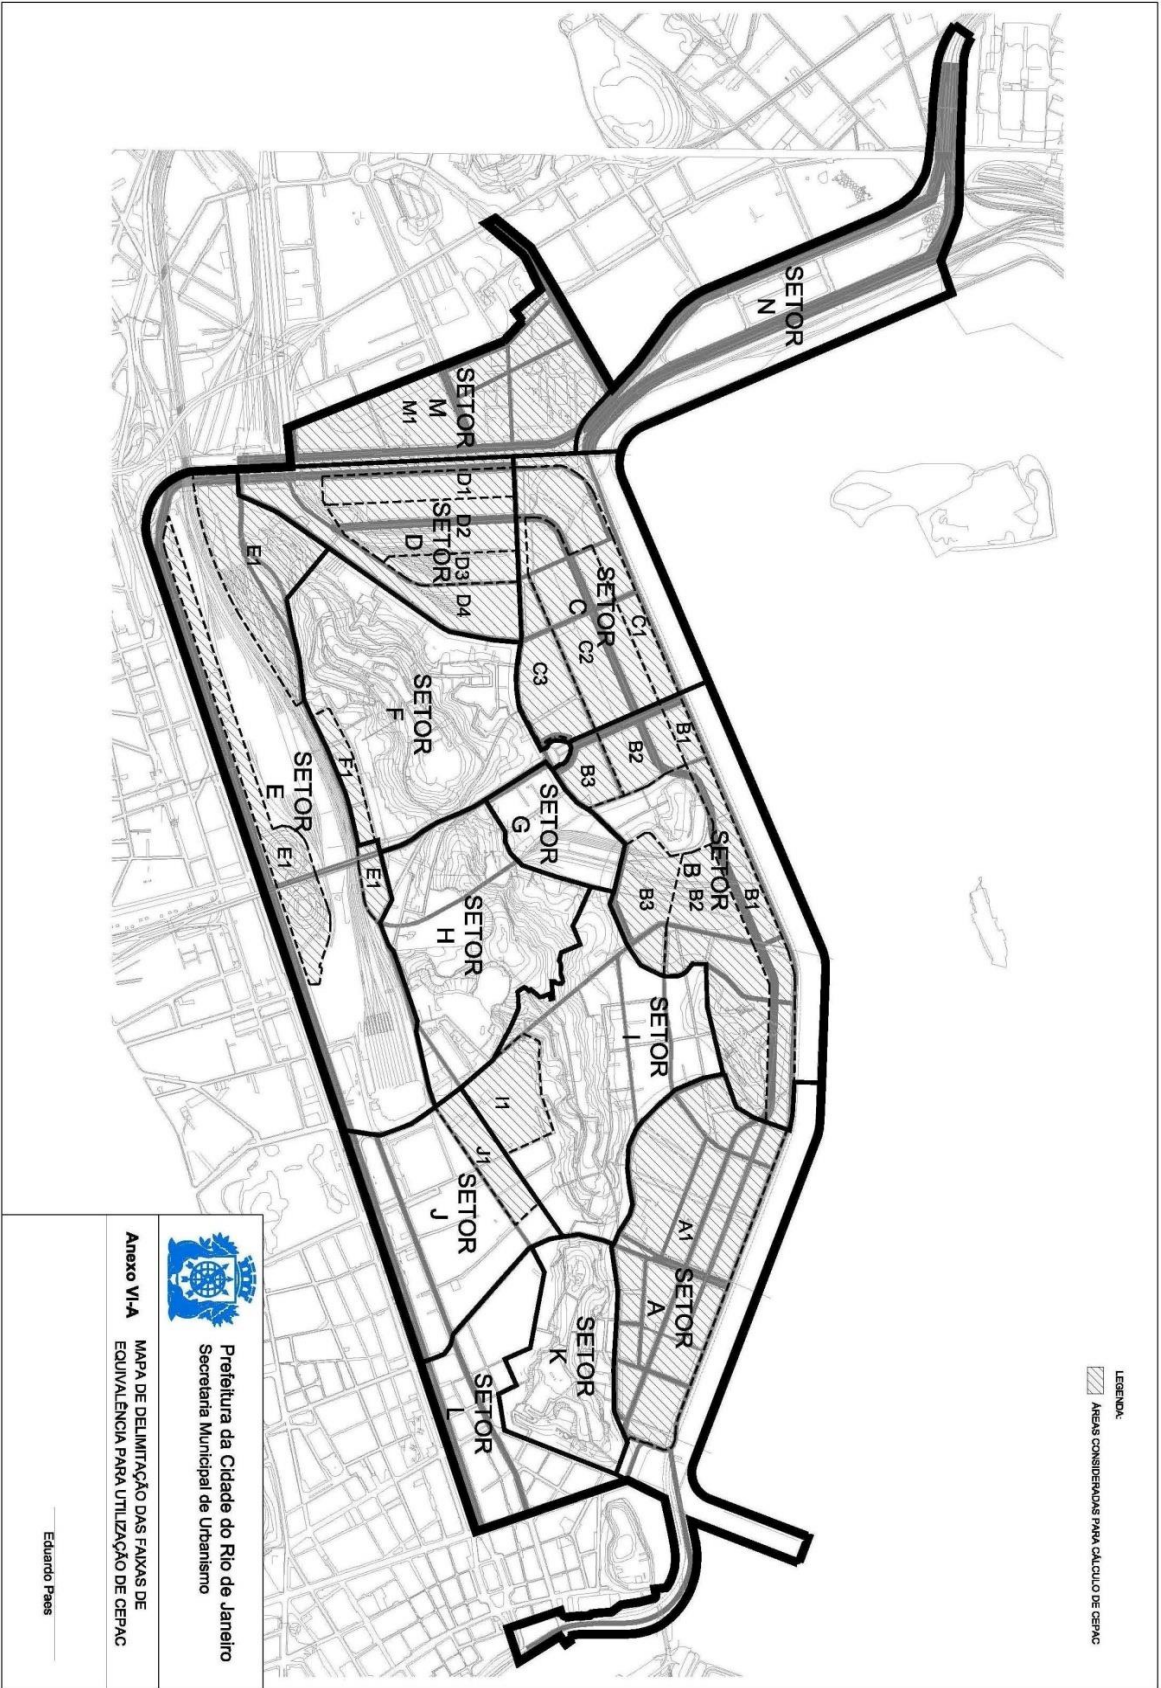 LEGENDA:
ÁREAS CONSIDERADAS PARA CÁLCULO DE CEPAC
SETOR
N
SETOR
M
M1
D1
D2
SETOR
D
D3
D4
E1
SETOR
C
C1
C2
C3
SETOR
F
F1
SETOR
E
E1
E1
B1
B2
B3
SETOR
B
B1
B2
B3
SETOR
G
SETOR
H
SETOR
I
I1
J1
SETOR
J
A1
SETOR
A
SETOR
K
SETOR
L
Prefeitura da Cidade do Rio de Janeiro
Secretaria Municipal de Urbanismo
Anexo VI-A
MAPA DE DELIMITAÇÃO DAS FAIXAS DE
EQUIVALÊNCIA PARA UTILIZAÇÃO DE CEPAC
Eduardo Paes